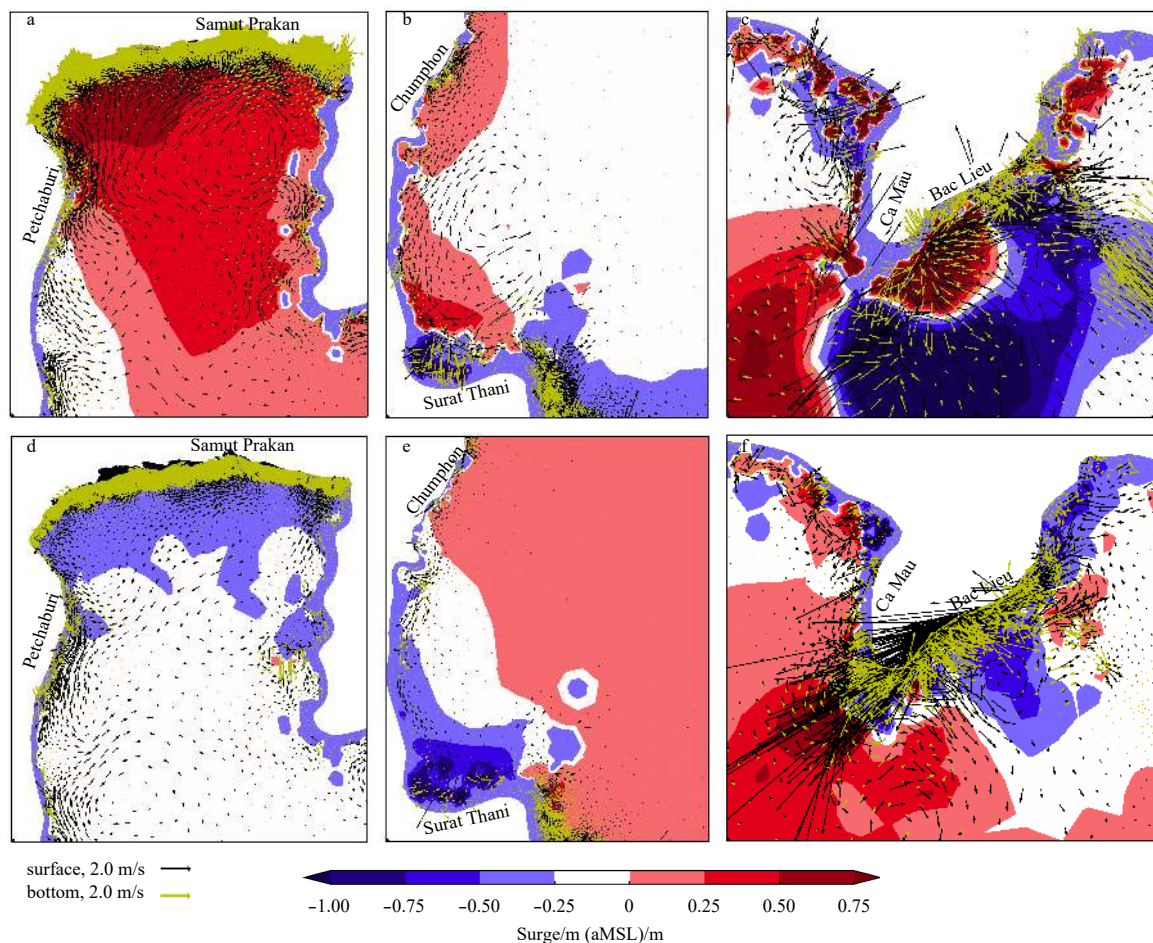 a
Samut Prakan
Petchaburi
b
Chumphon
Surat Thani
c
Ca Mau
Bac Lieu
d
Samut Prakan
Petchaburi
e
Chumphon
Surat Thani
f
Ca Mau
Bac Lieu
surface, 2.0 m/s
bottom, 2.0 m/s
−1.00 −0.75 −0.50 −0.25 0 0.25 0.50 0.75
Surge/m (aMSL)/m